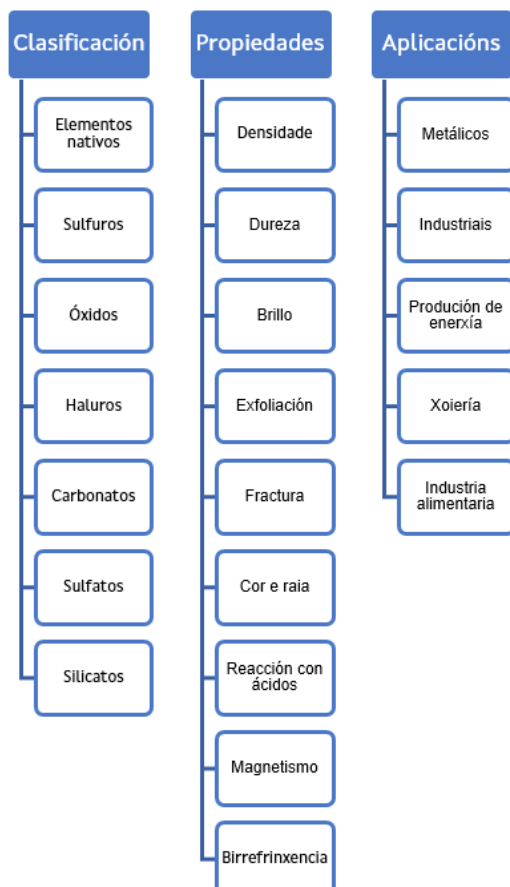 Clasificación
Elementos
nativos
Sulfuros
Óxidos
Haluros
Carbonatos
Sulfatos
Silicatos
Propiedades
Densidade
Dureza
Brillo
Exfoliación
Fractura
Cor e raia
Reacción con
ácidos
Magnetismo
Birrefrinxencia
Aplicacións
Metálicos
Industriais
Produción de
enerxía
Xoiería
Industria
alimentaria